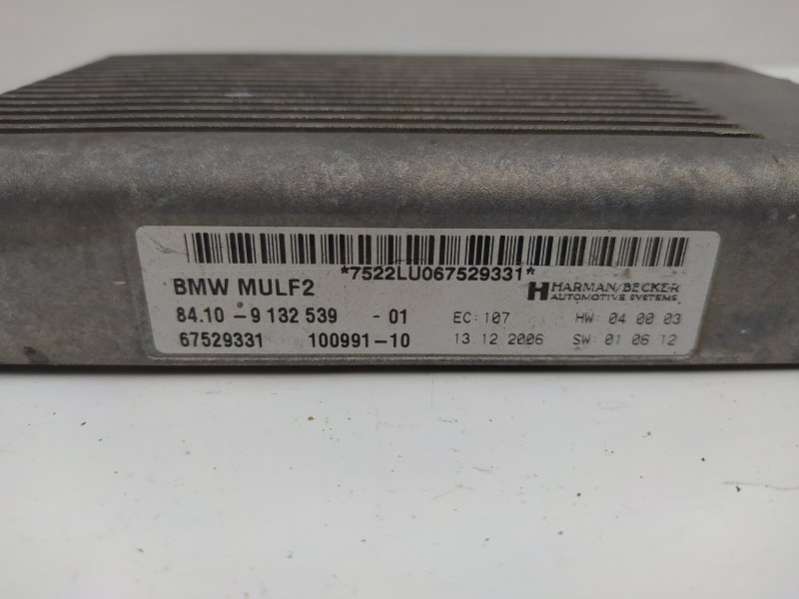 *7522LU067529331*
BMW MULF2
HARMAN/BECKER
AUTOMOTIVE SYSTEMS
84.10 - 9 132 539 - 01 EC: 107 HW: 04 00 03
67529331 100991-10 13 12 2006 SW: 01 06 12